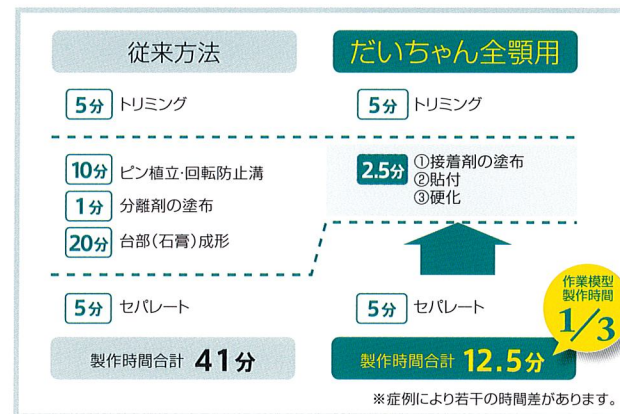 従来方法
だいちゃん全顎用
5分 トリミング
5分 トリミング
10分 ピン植立·回転防止溝
1分 分離剤の塗布
20分 台部(石膏)成形
2.5分 ①接着剤の塗布
②貼付
③硬化
5分 セパレート
5分 セパレート
作業模型
製作時間
1/3
製作時間合計 41分
製作時間合計 12.5分
※症例により若干の時間差があります。